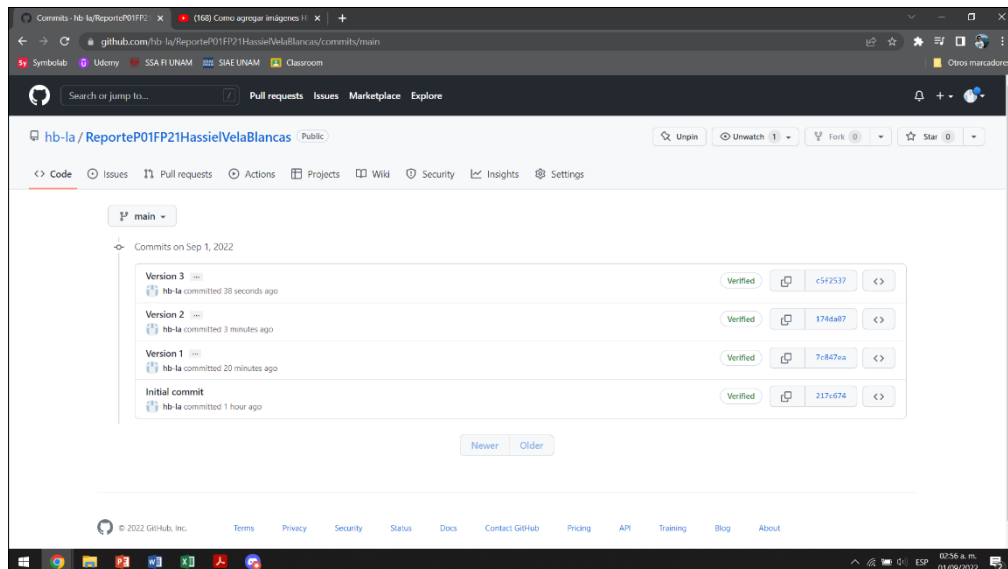 Commits · hb-la/ReporteP01FP21
(168) Como agregar imágenes H
github.com/hb-la/ReporteP01FP21HassielVelaBlancas/commits/main
Sy Symbolab Udemy SSA FI UNAM SIAE UNAM Classroom Otros marcadores
Search or jump to... / Pull requests Issues Marketplace Explore
hb-la / ReporteP01FP21HassielVelaBlancas Public Unpin Unwatch 1 Fork 0 Star 0
<> Code Issues Pull requests Actions Projects Wiki Security Insights Settings
main
Commits on Sep 1, 2022
Version 3 ... Verified c5f2537 <>
hb-la committed 38 seconds ago
Version 2 ... Verified 174da07 <>
hb-la committed 3 minutes ago
Version 1 ... Verified 7c847ea <>
hb-la committed 20 minutes ago
Initial commit Verified 217c674 <>
hb-la committed 1 hour ago
Newer Older
© 2022 GitHub, Inc. Terms Privacy Security Status Docs Contact GitHub Pricing API Training Blog About
ESP 02:56 a. m.
01/09/2022